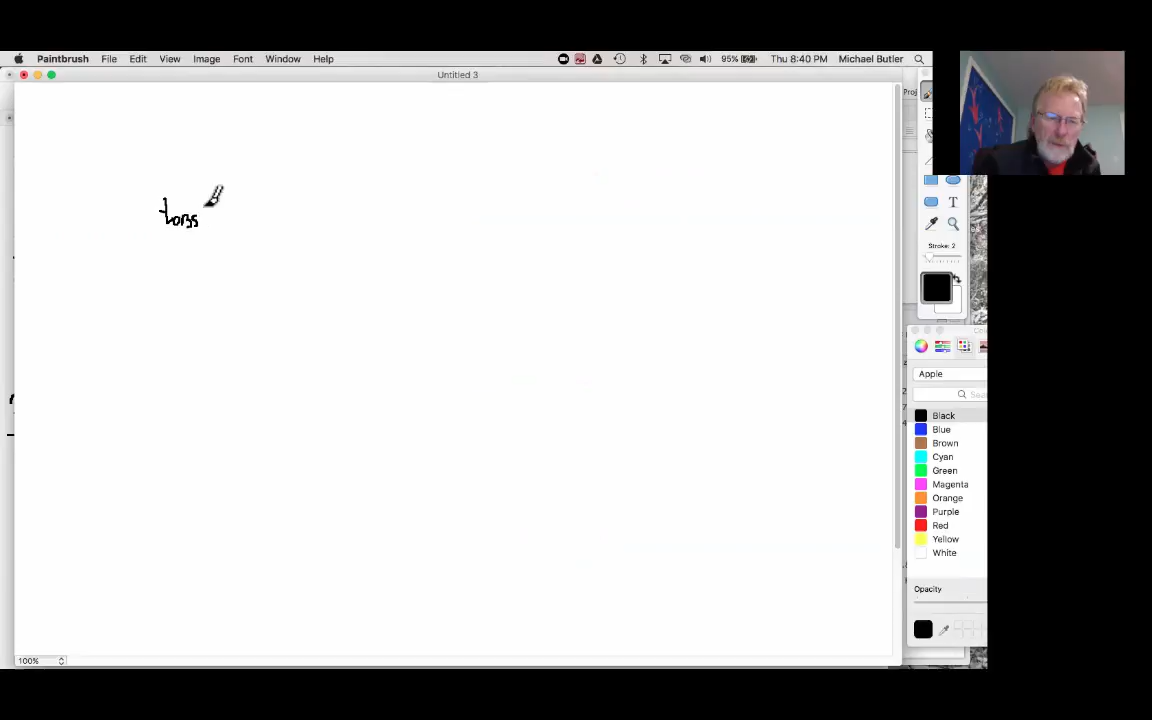 Paintbrush File Edit View Image Font Window Help 95% Thu 8:40 PM Michael Butler
Untitled 3
Proj
T
Stroke: 2
Apple
Black
Blue
Brown
Cyan
Green
Magenta
Orange
Purple
Red
Yellow
White
Opacity
100%